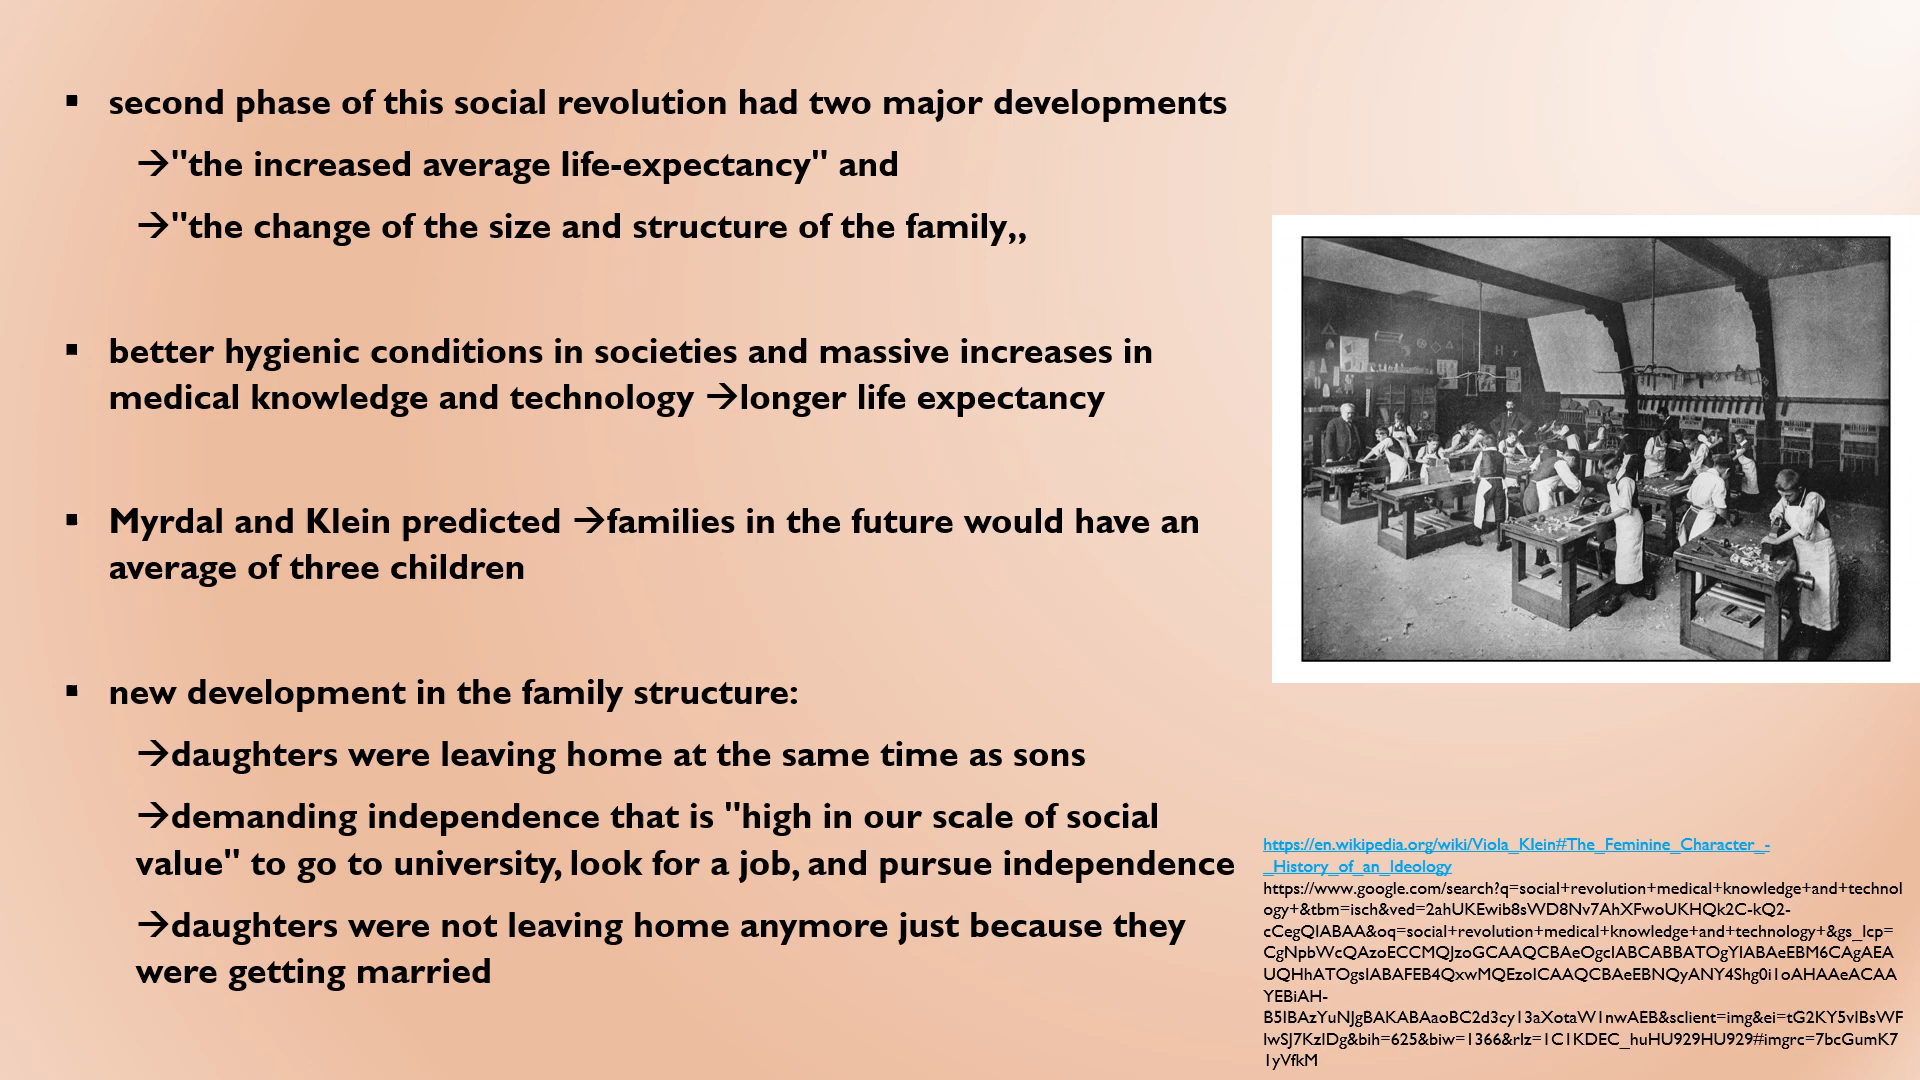 ▪ second phase of this social revolution had two major developments
→"the increased average life-expectancy" and
→"the change of the size and structure of the family„
▪ better hygienic conditions in societies and massive increases in
medical knowledge and technology →longer life expectancy
▪ Myrdal and Klein predicted →families in the future would have an
average of three children
▪ new development in the family structure:
→daughters were leaving home at the same time as sons
→demanding independence that is "high in our scale of social
value" to go to university, look for a job, and pursue independence
→daughters were not leaving home anymore just because they
were getting married
https://en.wikipedia.org/wiki/Viola_Klein#The_Feminine_Character_-
_History_of_an_Ideology
https://www.google.com/search?q=social+revolution+medical+knowledge+and+technol
ogy+&tbm=isch&ved=2ahUKEwib8sWD8Nv7AhXFwoUKHQk2C-kQ2-
cCegQIABAA&oq=social+revolution+medical+knowledge+and+technology+&gs_lcp=
CgNpbWcQAzoECCMQJzoGCAAQCBAeOgcIABCABBATOgYIABAeEBM6CAgAEA
UQHhATOgsIABAFEB4QxwMQEzoICAAQCBAeEBNQyANY4Shg0i1oAHAAeACAA
YEBiAH-
B5IBAzYuNJgBAKABAaoBC2d3cy13aXotaW1nwAEB&sclient=img&ei=tG2KY5vIBsWF
lwSJ7KzIDg&bih=625&biw=1366&rlz=1C1KDEC_huHU929HU929#imgrc=7bcGumK7
1yVfkM